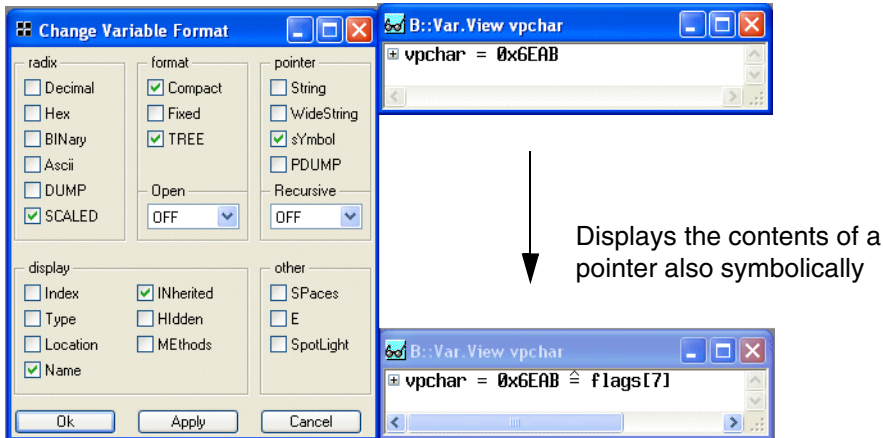 Change Variable Format
radix
Decimal
Hex
BINary
Ascii
DUMP
SCALED
format
Compact
Fixed
TREE
Open
OFF
pointer
String
WideString
sYmbol
PDUMP
Recursive
OFF
display
Index
Type
Location
Name
INherited
HIdden
MEthods
other
SPaces
E
SpotLight
Ok
Apply
Cancel
B::Var.View vpchar
vpchar = 0x6EAB
Displays the contents of a
pointer also symbolically
B::Var.View vpchar
vpchar = 0x6EAB ≙ flags[7]